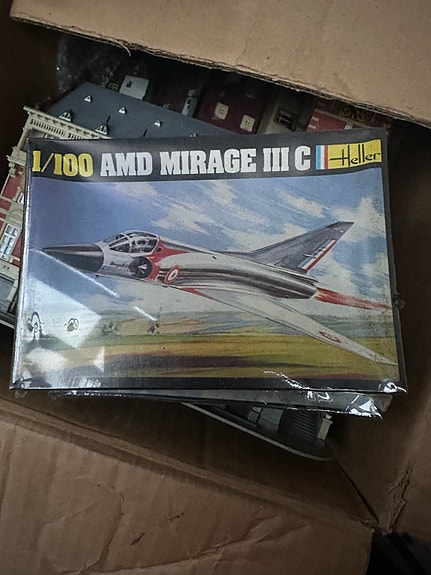 1/100 AMD MIRAGE III C Heller